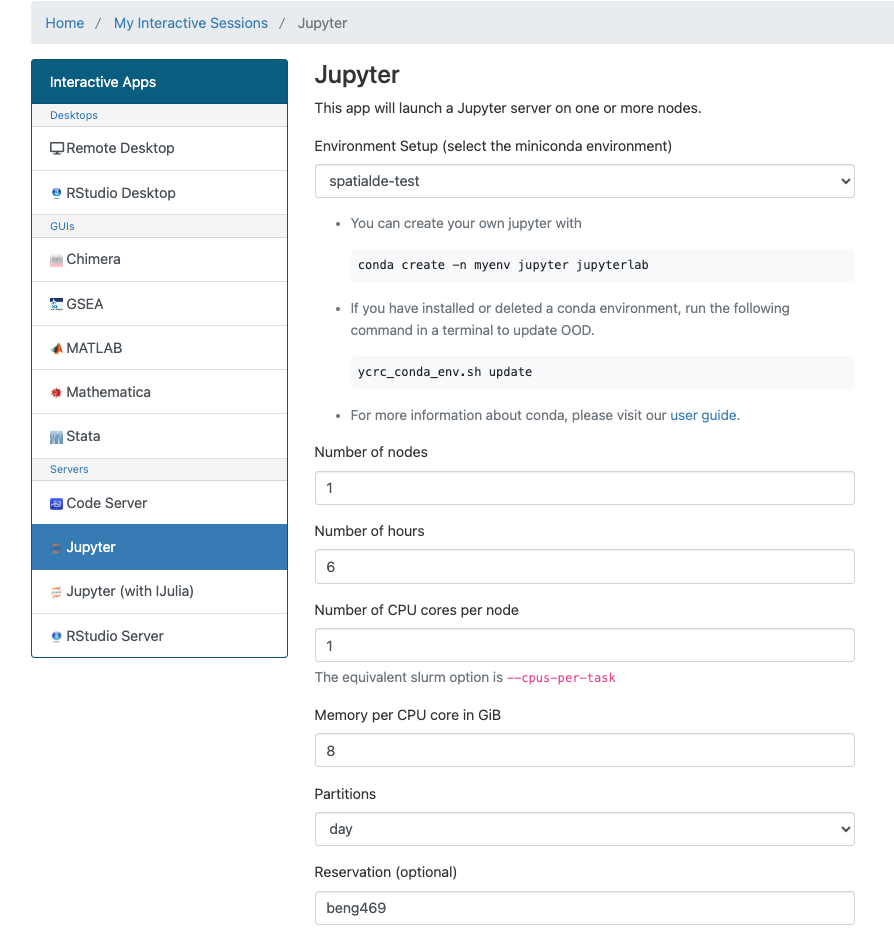 Home / My Interactive Sessions / Jupyter
Interactive Apps
Desktops
Remote Desktop
RStudio Desktop
GUIs
Chimera
GSEA
MATLAB
Mathematica
Stata
Servers
Code Server
Jupyter
Jupyter (with IJulia)
RStudio Server
Jupyter
This app will launch a Jupyter server on one or more nodes.
Environment Setup (select the miniconda environment)
spatialde-test
• You can create your own jupyter with
conda create -n myenv jupyter jupyterlab
• If you have installed or deleted a conda environment, run the following
command in a terminal to update OOD.
ycrc_conda_env.sh update
• For more information about conda, please visit our user guide.
Number of nodes
1
Number of hours
6
Number of CPU cores per node
1
The equivalent slurm option is --cpus-per-task
Memory per CPU core in GiB
8
Partitions
day
Reservation (optional)
beng469